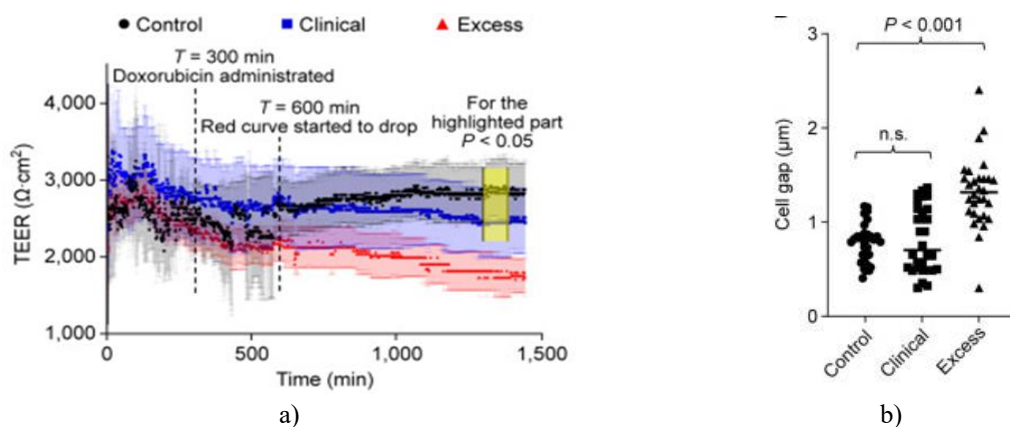 Control Clinical Excess
T = 300 min
Doxorubicin administrated
T = 600 min
Red curve started to drop
For the
highlighted part
P < 0.05
TEER (Ω·cm²)
4,000
3,000
2,000
1,000
0 500 1,000 1,500
Time (min)
a)
P < 0.001
n.s.
Cell gap (μm)
3
2
1
0
Control Clinical Excess
b)